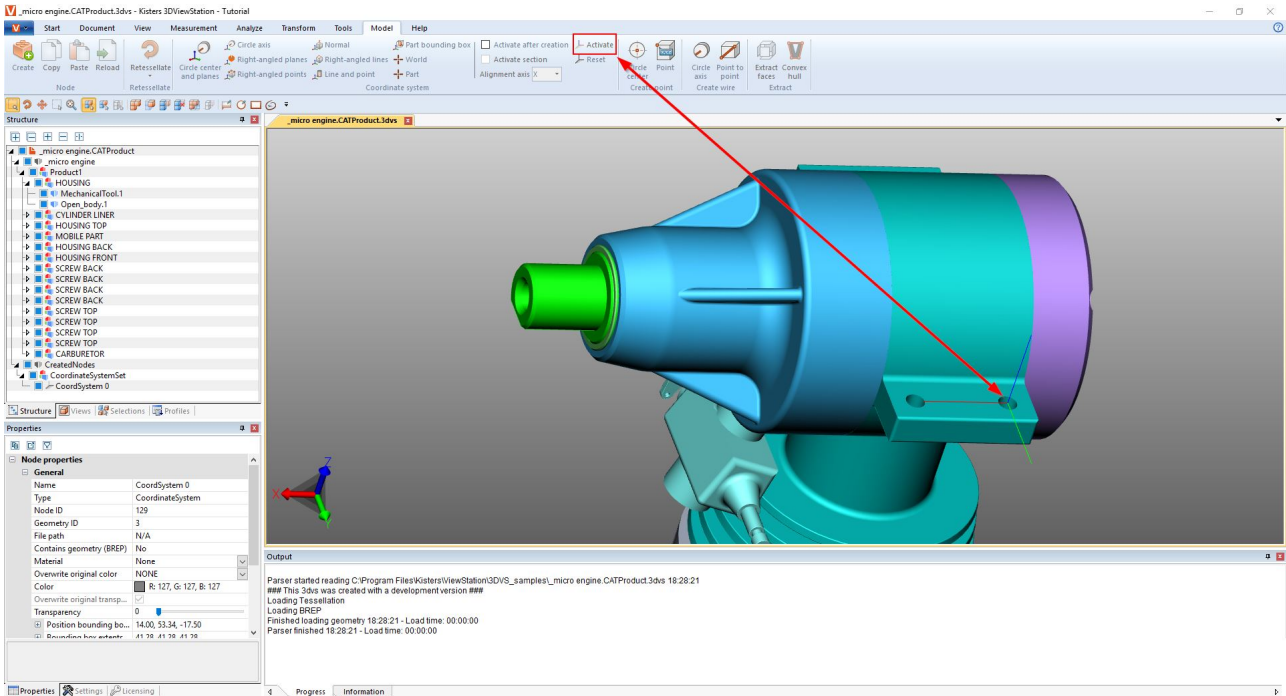 _micro engine.CATProduct.3dvs - Kisters 3DViewStation - Tutorial
Start Document View Measurement Analyze Transform Tools Model Help
Create Copy Paste Reload Retessellate Circle center and planes
Circle axis Normal Part bounding box Activate after creation Activate
Right-angled planes Right-angled lines World Activate section Reset
Right-angled points Line and point Part Alignment axis X
Circle center Point Circle axis Point to point Extract faces Convex hull
Node Retessellate Coordinate system Create point Create wire Extract
Structure
_micro engine.CATProduct.3dvs
_micro engine.CATProduct
_micro engine
Product1
HOUSING
MechanicalTool.1
Open_body.1
CYLINDER LINER
HOUSING TOP
MOBILE PART
HOUSING BACK
HOUSING FRONT
SCREW BACK
SCREW BACK
SCREW BACK
SCREW BACK
SCREW TOP
SCREW TOP
SCREW TOP
SCREW TOP
CARBURETOR
CreatedNodes
CoordinateSystemSet
CoordSystem 0
Structure Views Selections Profiles
Properties
Node properties
General
Name CoordSystem 0
Type CoordinateSystem
Node ID 129
Geometry ID 3
File path N/A
Contains geometry (BREP) No
Material None
Overwrite original color NONE
Color R: 127, G: 127, B: 127
Overwrite original transp...
Transparency 0
Position bounding bo... 14.00, 53.34, -17.50
Bounding box extents 41.28, 41.28, 41.28
Properties Settings Licensing
Z
X
Y
Output
Parser started reading C:\Program Files\Kisters\ViewStation\3DVS_samples\_micro engine.CATProduct.3dvs 18:28:21
### This 3dvs was created with a development version ###
Loading Tessellation
Loading BREP
Finished loading geometry 18:28:21 - Load time: 00:00:00
Parser finished 18:28:21 - Load time: 00:00:00
Progress Information